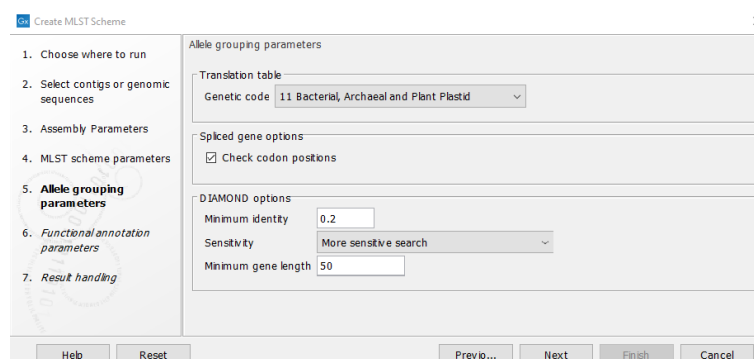 Gx Create MLST Scheme
1. Choose where to run
2. Select contigs or genomic
sequences
3. Assembly Parameters
4. MLST scheme parameters
5. Allele grouping
parameters
6. Functional annotation
parameters
7. Result handling
Allele grouping parameters
Translation table
Genetic code 11 Bacterial, Archaeal and Plant Plastid
Spliced gene options
Check codon positions
DIAMOND options
Minimum identity 0.2
Sensitivity More sensitive search
Minimum gene length 50
Help Reset Previo... Next Finish Cancel